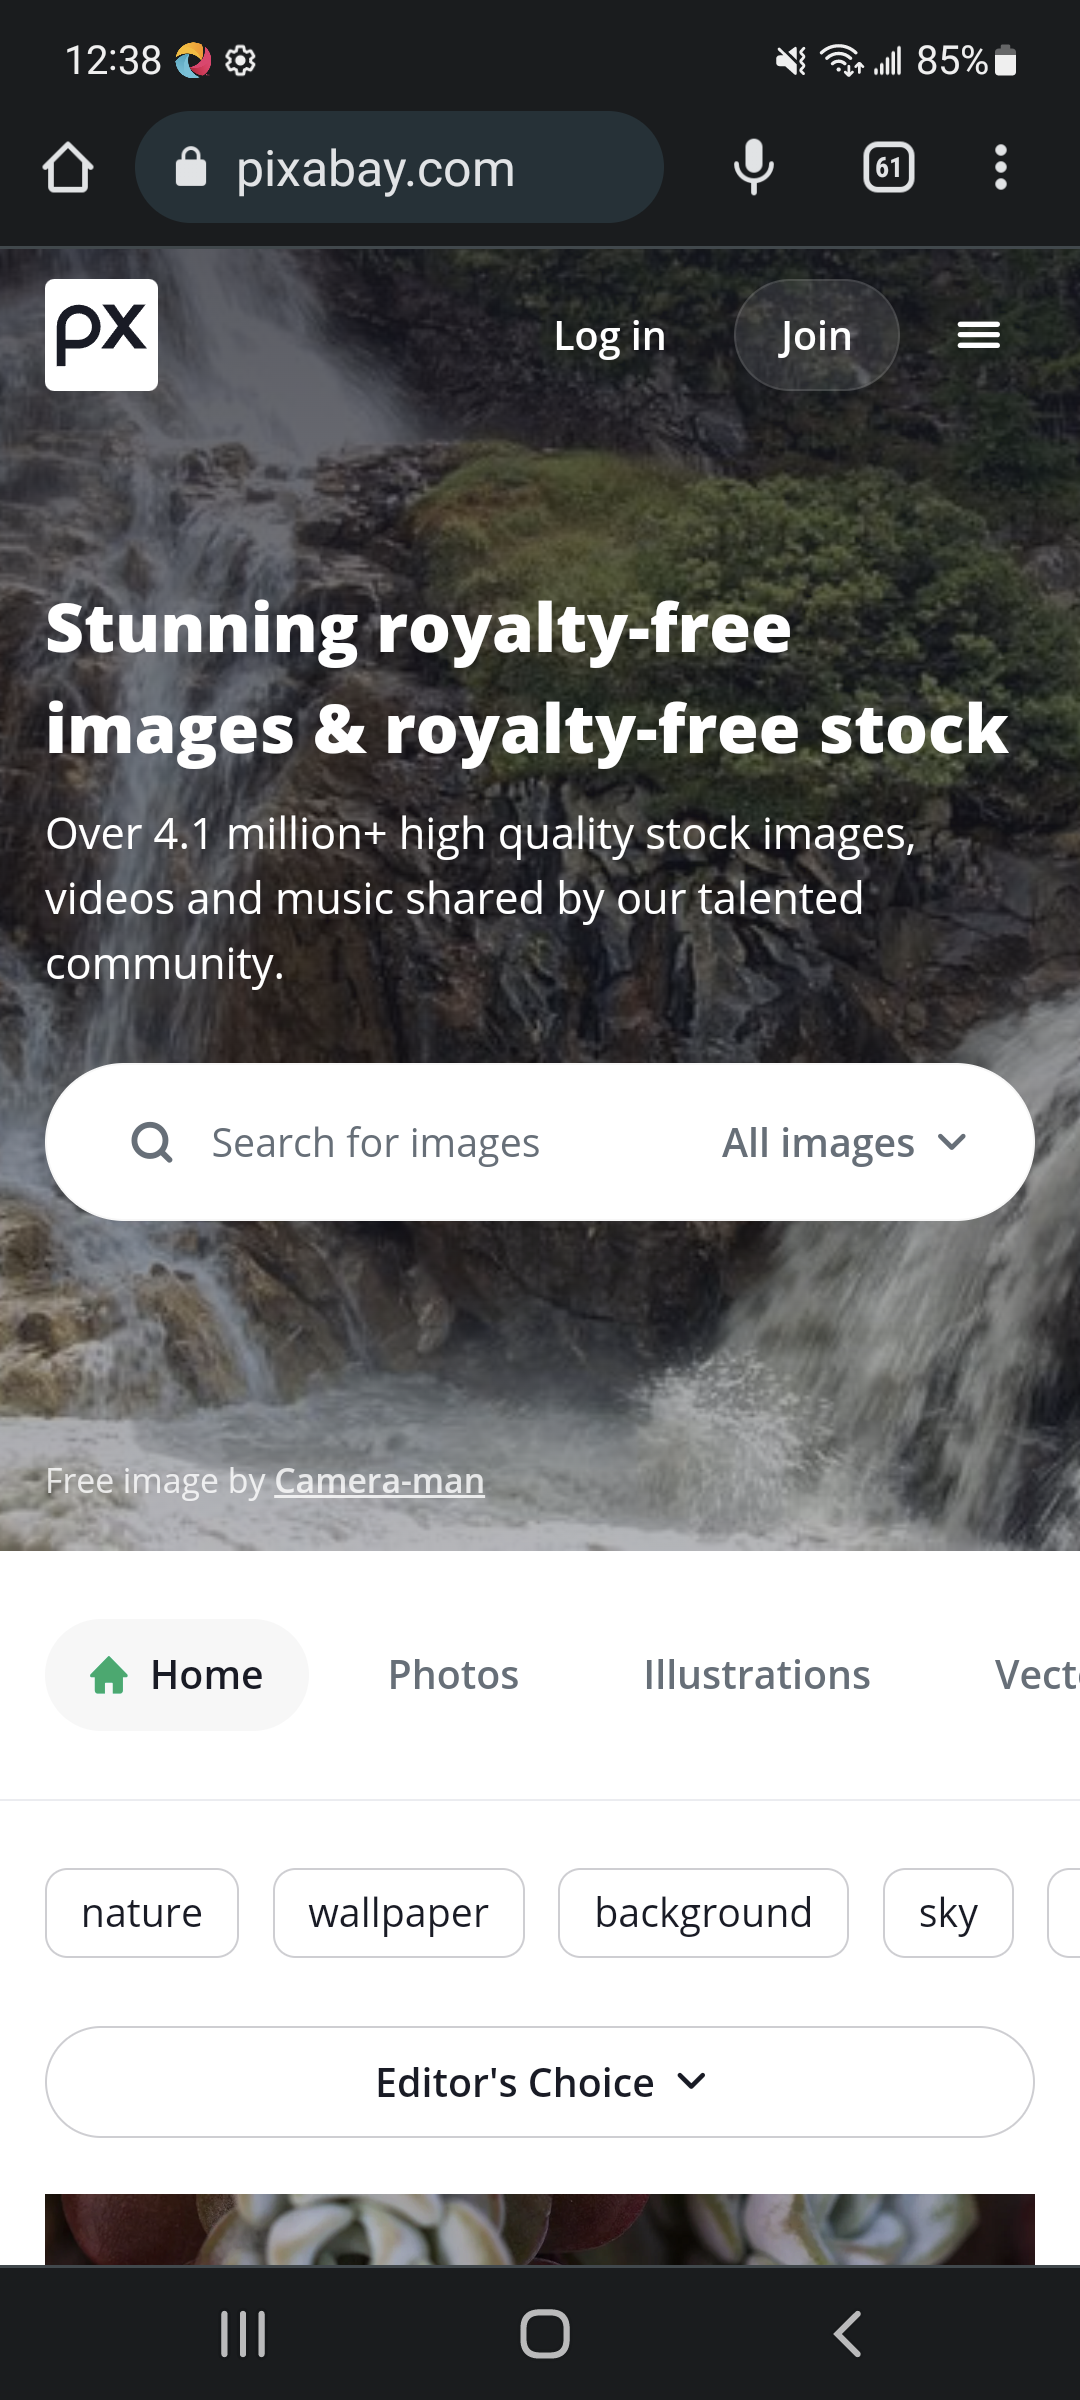 12:38 85%
pixabay.com 61
px Log in Join
Stunning royalty-free
images & royalty-free stock
Over 4.1 million+ high quality stock images,
videos and music shared by our talented
community.
Search for images All images
Free image by Camera-man
Home Photos Illustrations Vect
nature wallpaper background sky
Editor's Choice